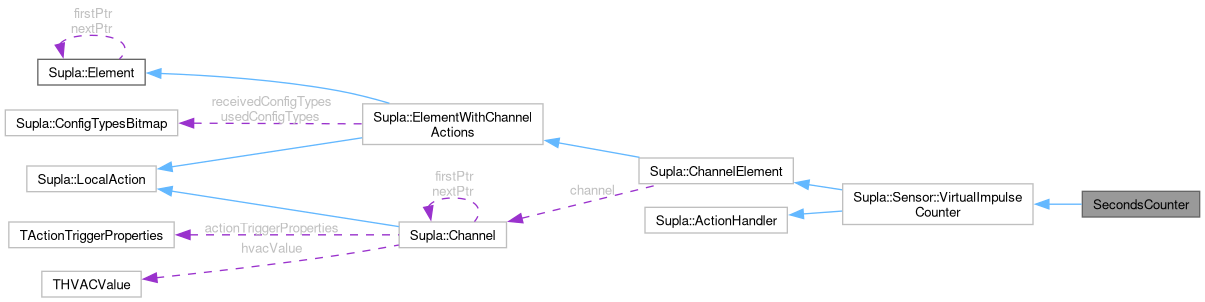 firstPtr
nextPtr
Supla::Element
receivedConfigTypes
usedConfigTypes
Supla::ConfigTypesBitmap
Supla::ElementWithChannel
Actions
Supla::LocalAction
firstPtr
nextPtr
channel
Supla::ChannelElement
Supla::Sensor::VirtualImpulse
Counter
SecondsCounter
Supla::ActionHandler
TActionTriggerProperties
actionTriggerProperties
Supla::Channel
hvacValue
THVACValue